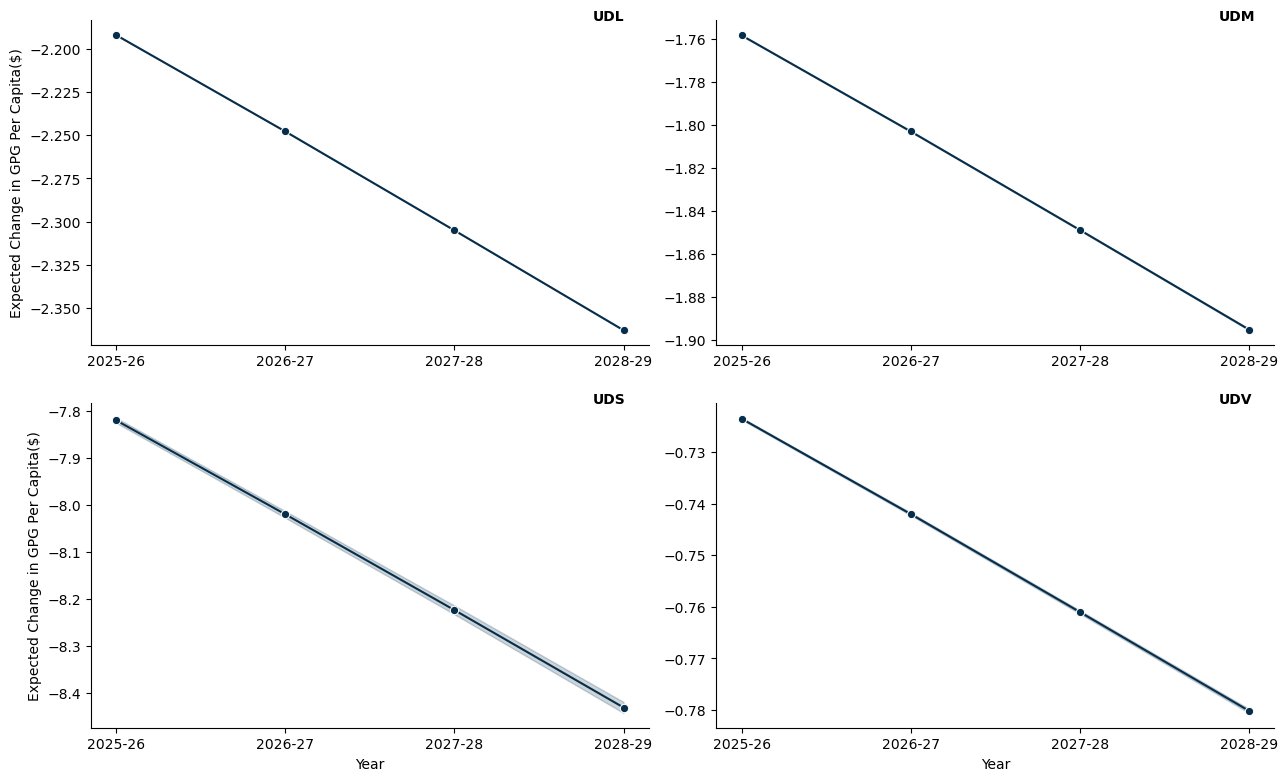 UDL
Expected Change in GPG Per Capita($)
−2.200
−2.225
−2.250
−2.275
−2.300
−2.325
−2.350
2025-26 2026-27 2027-28 2028-29
UDM
−1.76
−1.78
−1.80
−1.82
−1.84
−1.86
−1.88
−1.90
2025-26 2026-27 2027-28 2028-29
UDS
Expected Change in GPG Per Capita($)
−7.8
−7.9
−8.0
−8.1
−8.2
−8.3
−8.4
2025-26 2026-27 2027-28 2028-29
Year
UDV
−0.73
−0.74
−0.75
−0.76
−0.77
−0.78
2025-26 2026-27 2027-28 2028-29
Year